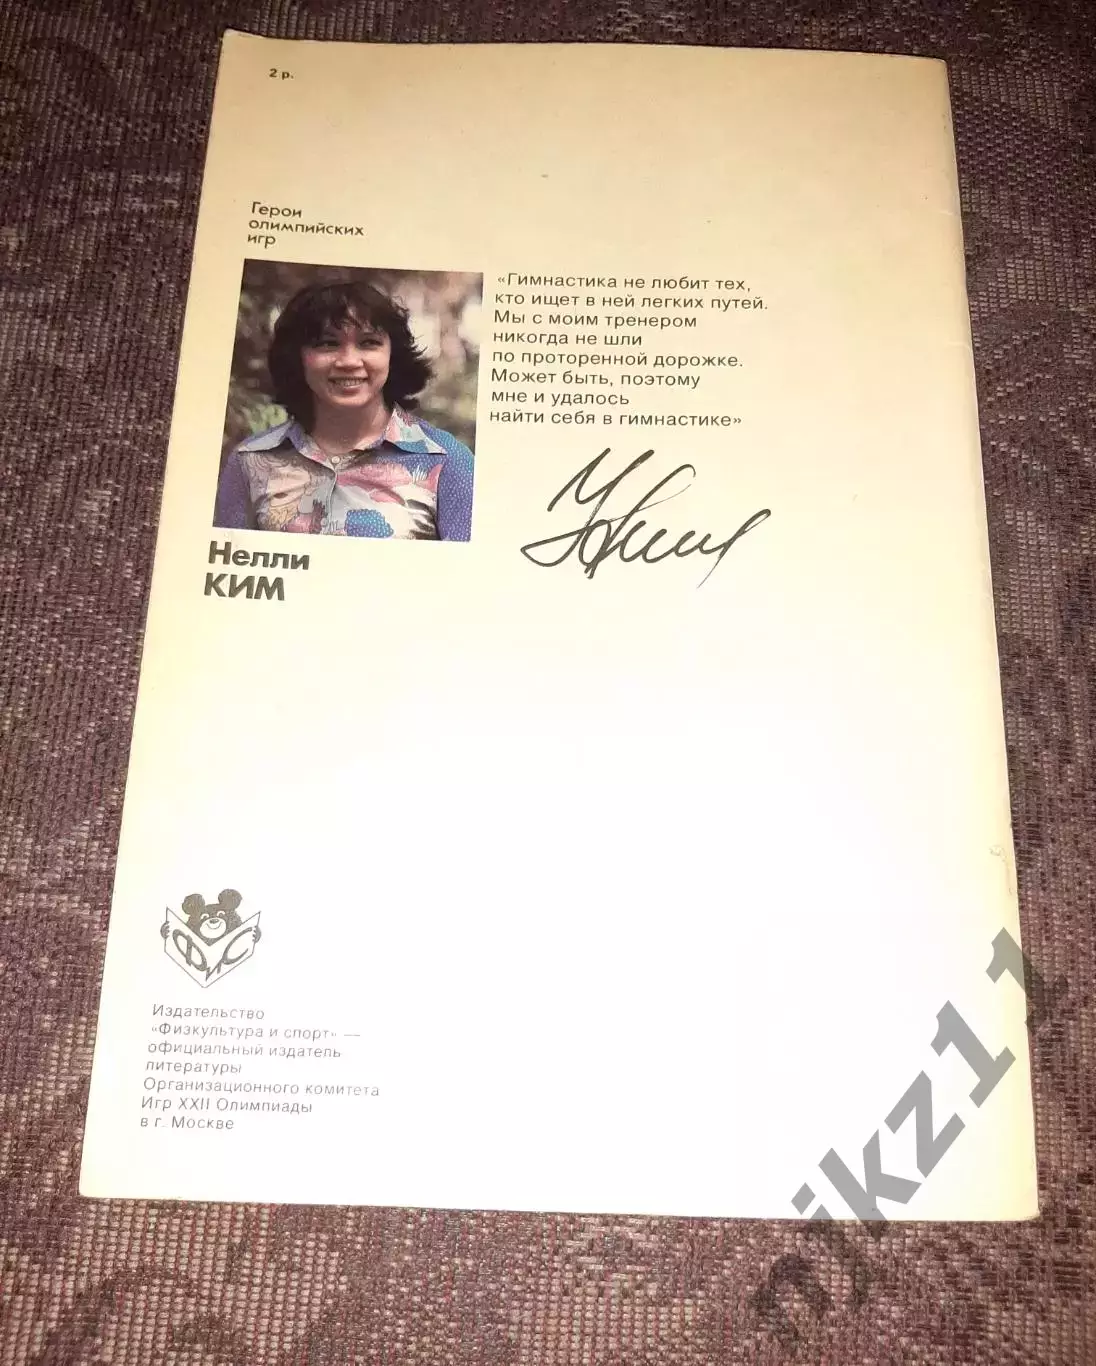 2 р.
Герои
олимпийских
игр
«Гимнастика не любит тех,
кто ищет в ней легких путей.
Мы с моим тренером
никогда не шли
по проторенной дорожке.
Может быть, поэтому
мне и удалось
найти себя в гимнастике»
Нелли
КИМ
ФиС
Издательство
«Физкультура и спорт» —
официальный издатель
литературы
Организационного комитета
Игр XXII Олимпиады
в г. Москве
nikz11